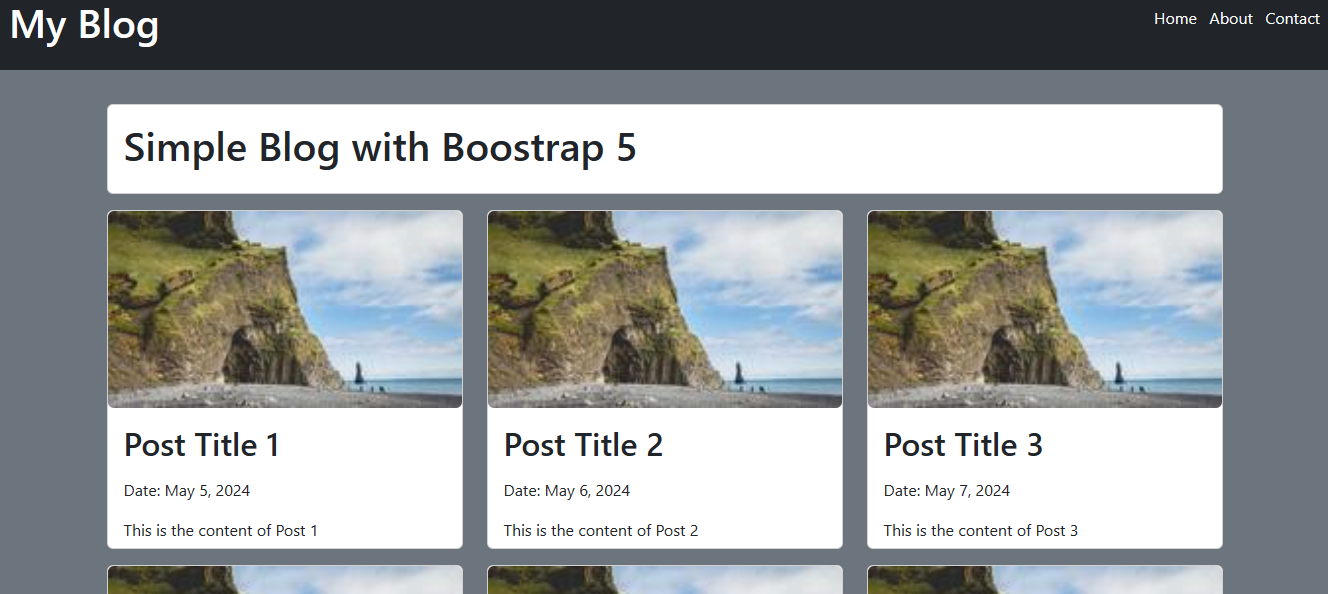 My Blog
Home About Contact
Simple Blog with Boostrap 5
Post Title 1
Date: May 5, 2024
This is the content of Post 1
Post Title 2
Date: May 6, 2024
This is the content of Post 2
Post Title 3
Date: May 7, 2024
This is the content of Post 3